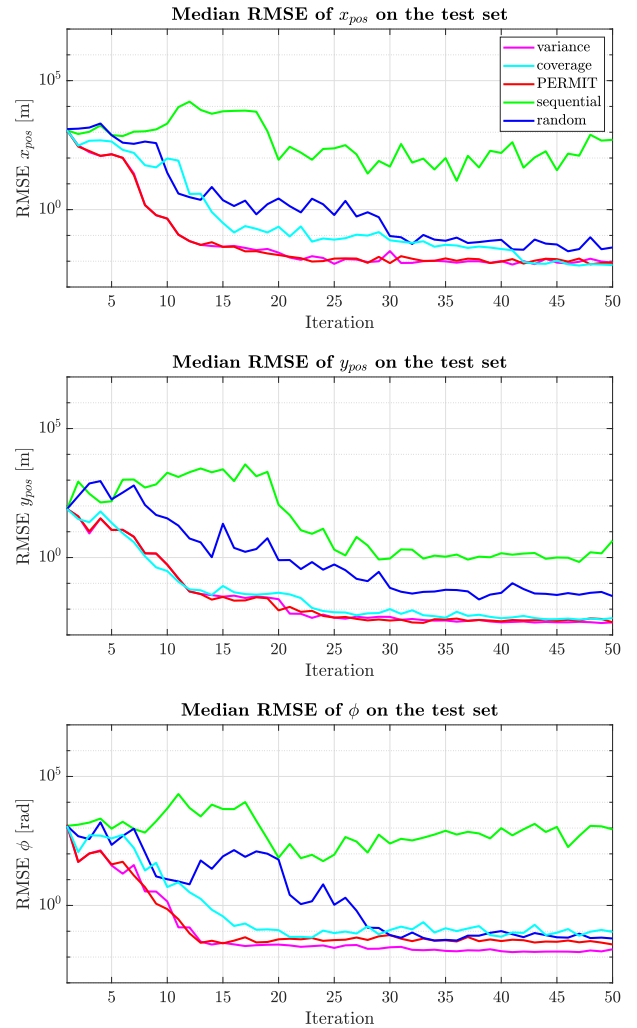 Median RMSE of x_pos on the test set
10^5
10^0
RMSE x_pos [m]
variance
coverage
PERMIT
sequential
random
5 10 15 20 25 30 35 40 45 50
Iteration
Median RMSE of y_pos on the test set
10^5
10^0
RMSE y_pos [m]
5 10 15 20 25 30 35 40 45 50
Iteration
Median RMSE of ϕ on the test set
10^5
10^0
RMSE ϕ [rad]
5 10 15 20 25 30 35 40 45 50
Iteration